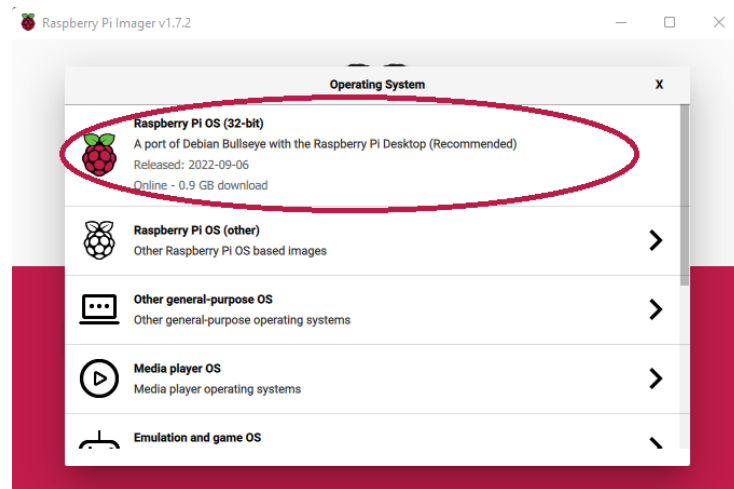 Raspberry Pi Imager v1.7.2
Operating System X
Raspberry Pi OS (32-bit)
A port of Debian Bullseye with the Raspberry Pi Desktop (Recommended)
Released: 2022-09-06
Online - 0.9 GB download
Raspberry Pi OS (other)
Other Raspberry Pi OS based images
Other general-purpose OS
Other general-purpose operating systems
Media player OS
Media player operating systems
Emulation and game OS